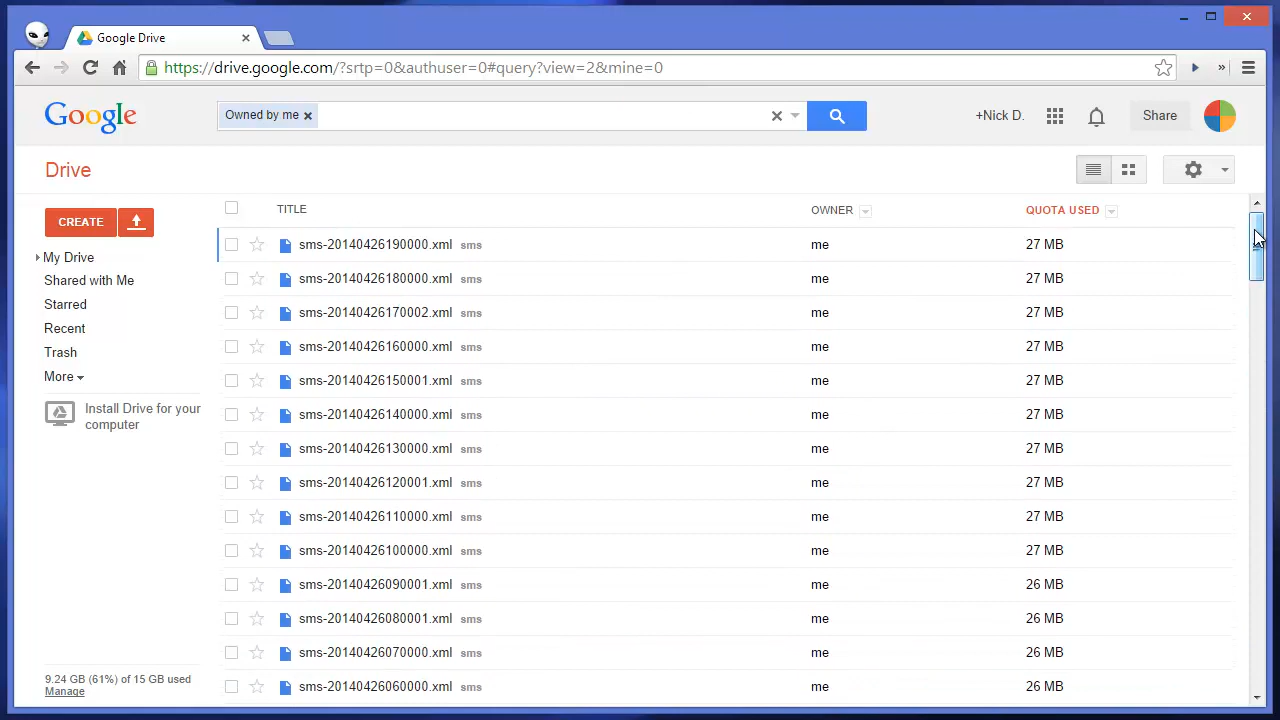 Google Drive
https://drive.google.com/?srtp=0&authuser=0#query?view=2&mine=0
Google
Owned by me
+Nick D.
Share
Drive
CREATE
My Drive
Shared with Me
Starred
Recent
Trash
More
Install Drive for your
computer
9.24 GB (61%) of 15 GB used
Manage
TITLE OWNER QUOTA USED
sms-20140426190000.xml sms me 27 MB
sms-20140426180000.xml sms me 27 MB
sms-20140426170002.xml sms me 27 MB
sms-20140426160000.xml sms me 27 MB
sms-20140426150001.xml sms me 27 MB
sms-20140426140000.xml sms me 27 MB
sms-20140426130000.xml sms me 27 MB
sms-20140426120001.xml sms me 27 MB
sms-20140426110000.xml sms me 27 MB
sms-20140426100000.xml sms me 27 MB
sms-20140426090001.xml sms me 26 MB
sms-20140426080001.xml sms me 26 MB
sms-20140426070000.xml sms me 26 MB
sms-20140426060000.xml sms me 26 MB